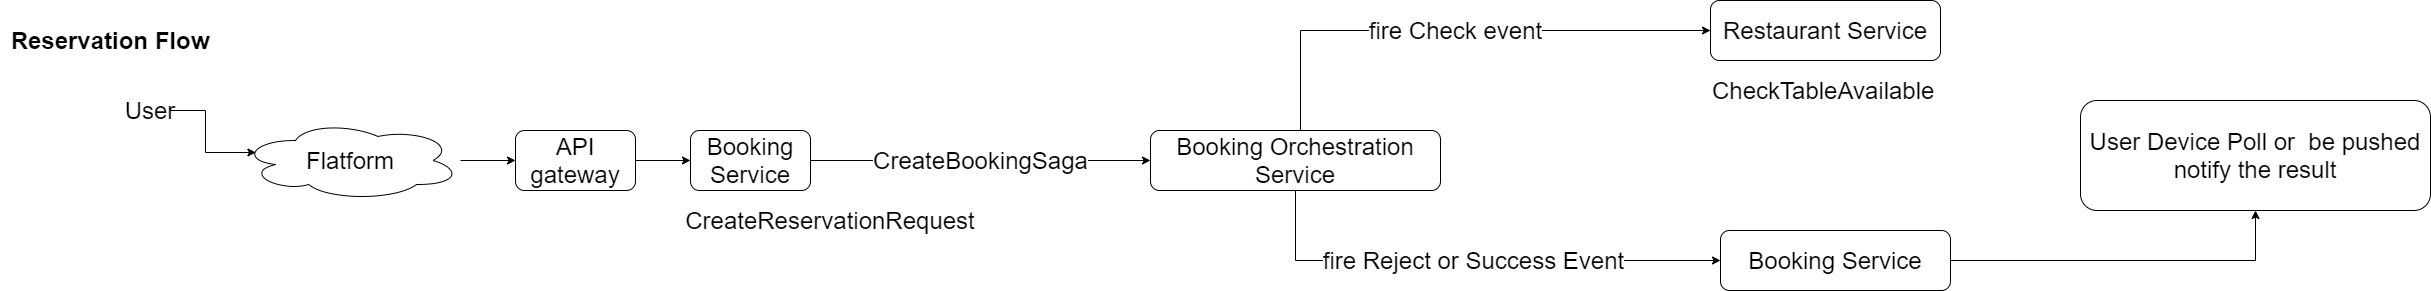 Reservation Flow
User
Flatform
API
gateway
Booking
Service
CreateReservationRequest
CreateBookingSaga
Booking Orchestration
Service
fire Check event
Restaurant Service
CheckTableAvailable
fire Reject or Success Event
Booking Service
User Device Poll or  be pushed
notify the result